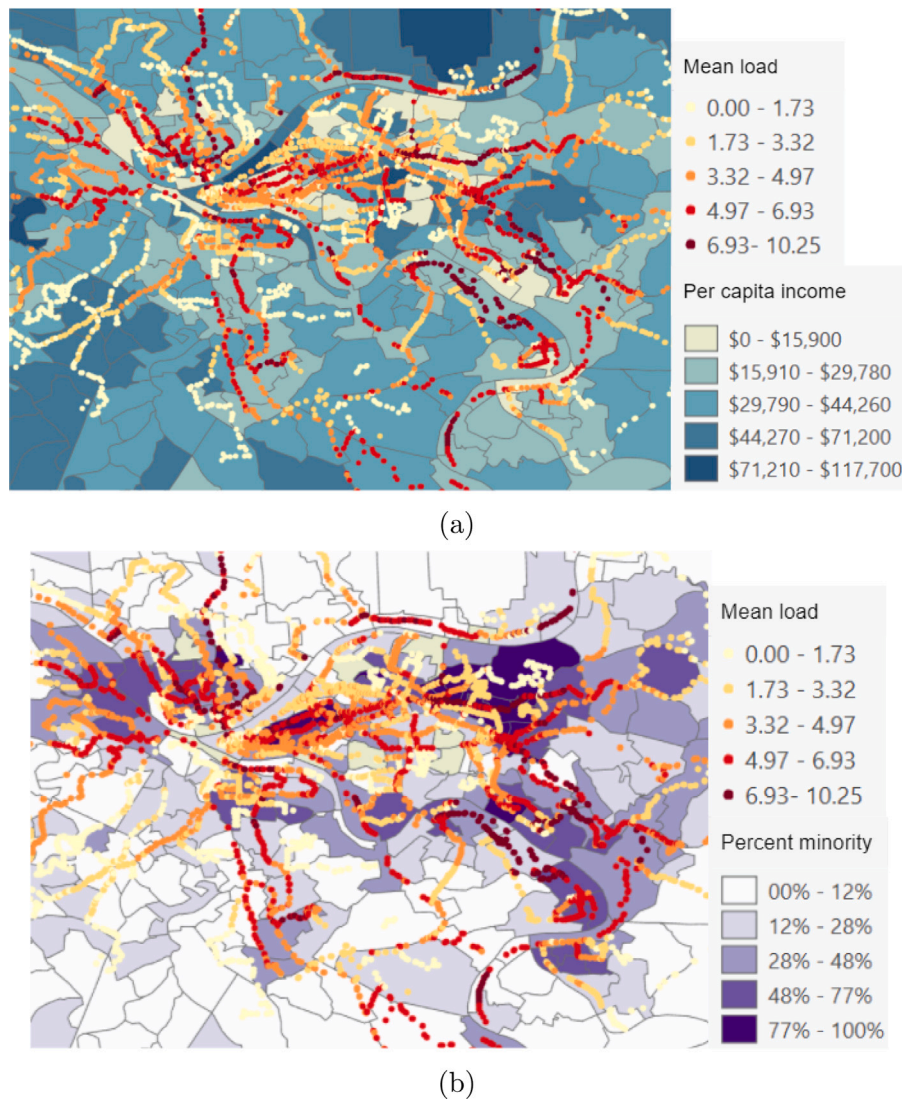 Mean load
0.00 - 1.73
1.73 - 3.32
3.32 - 4.97
4.97 - 6.93
6.93- 10.25
Per capita income
$0 - $15,900
$15,910 - $29,780
$29,790 - $44,260
$44,270 - $71,200
$71,210 - $117,700
(a)
Mean load
0.00 - 1.73
1.73 - 3.32
3.32 - 4.97
4.97 - 6.93
6.93- 10.25
Percent minority
00% - 12%
12% - 28%
28% - 48%
48% - 77%
77% - 100%
(b)